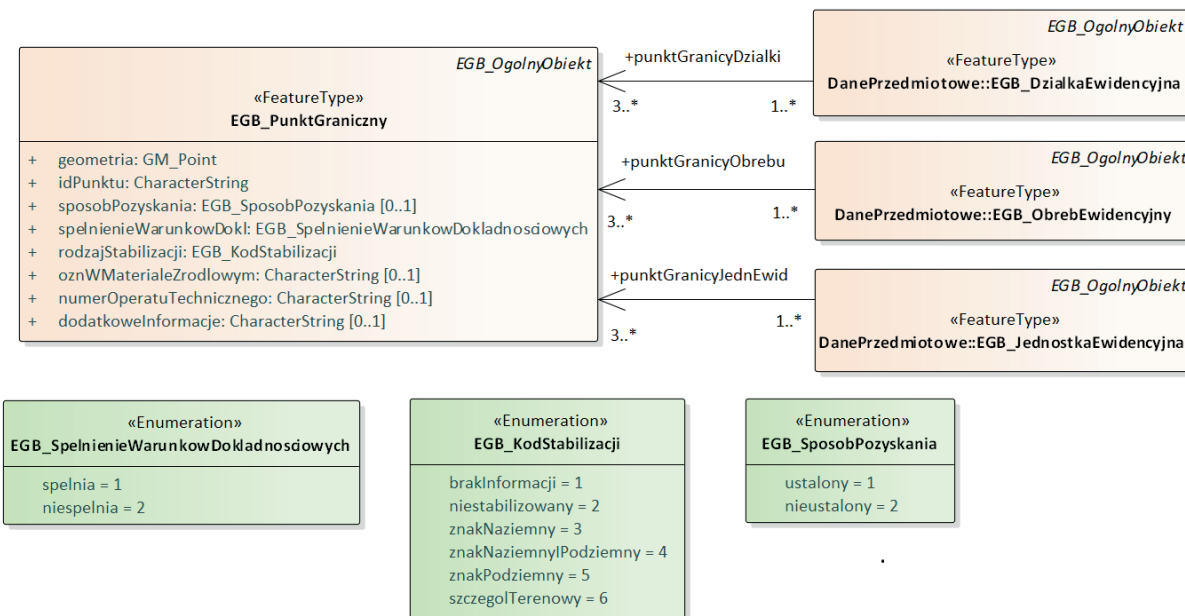 EGB_OgolnyObiekt
«FeatureType»
EGB_PunktGraniczny
+ geometria: GM_Point
+ idPunktu: CharacterString
+ sposobPozyskania: EGB_SposobPozyskania [0..1]
+ spelnienieWarunkowDokl: EGB_SpelnienieWarunkowDokladnosciowych
+ rodzajStabilizacji: EGB_KodStabilizacji
+ oznWMaterialeZrodlowym: CharacterString [0..1]
+ numerOperatuTechnicznego: CharacterString [0..1]
+ dodatkoweInformacje: CharacterString [0..1]
+punktGranicyDzialki
3..*
1..*
EGB_OgolnyObiekt
«FeatureType»
DanePrzedmiotowe::EGB_DzialkaEwidencyjna
+punktGranicyObrebu
3..*
1..*
EGB_OgolnyObiekt
«FeatureType»
DanePrzedmiotowe::EGB_ObrebEwidencyjny
+punktGranicyJednEwid
3..*
1..*
EGB_OgolnyObiekt
«FeatureType»
DanePrzedmiotowe::EGB_JednostkaEwidencyjna
«Enumeration»
EGB_SpelnienieWarunkowDokladnosciowych
spelnia = 1
niespelnia = 2
«Enumeration»
EGB_KodStabilizacji
brakInformacji = 1
niestabilizowany = 2
znakNaziemny = 3
znakNaziemnyIPodziemny = 4
znakPodziemny = 5
szczegolTerenowy = 6
«Enumeration»
EGB_SposobPozyskania
ustalony = 1
nieustalony = 2
.